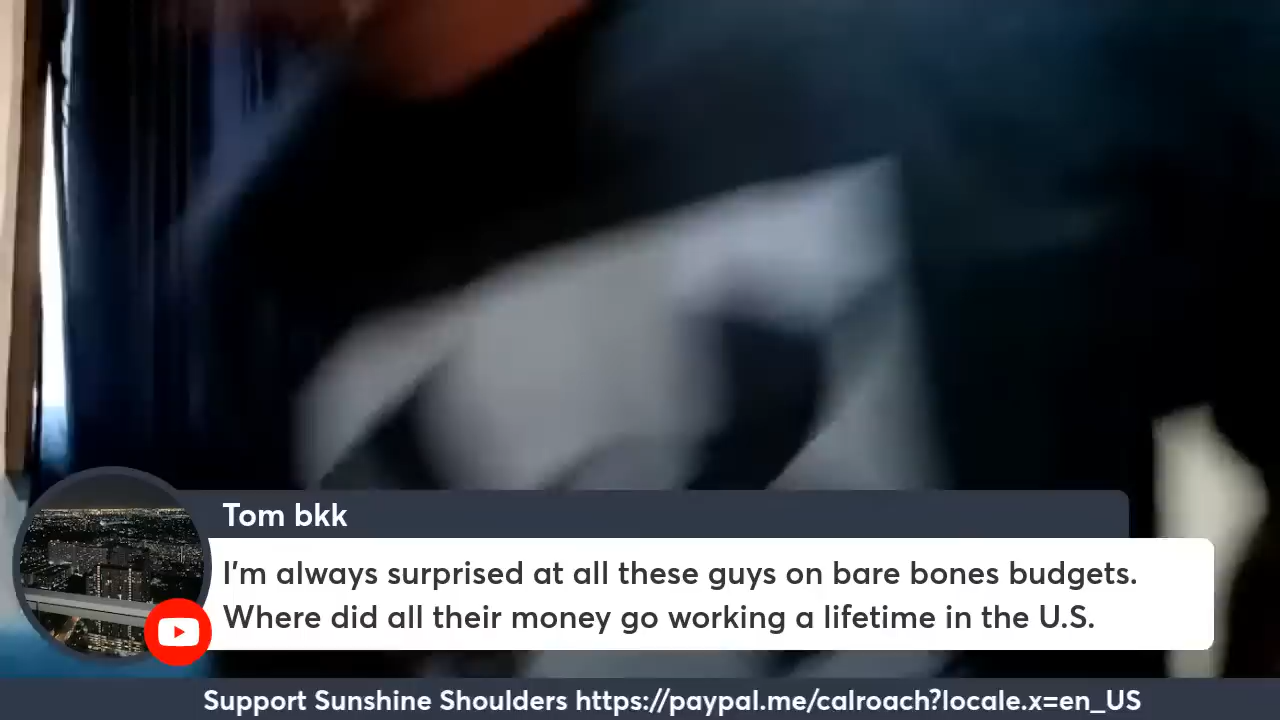 Tom bkk
I'm always surprised at all these guys on bare bones budgets.
Where did all their money go working a lifetime in the U.S.
Support Sunshine Shoulders https://paypal.me/calroach?locale.x=en_US